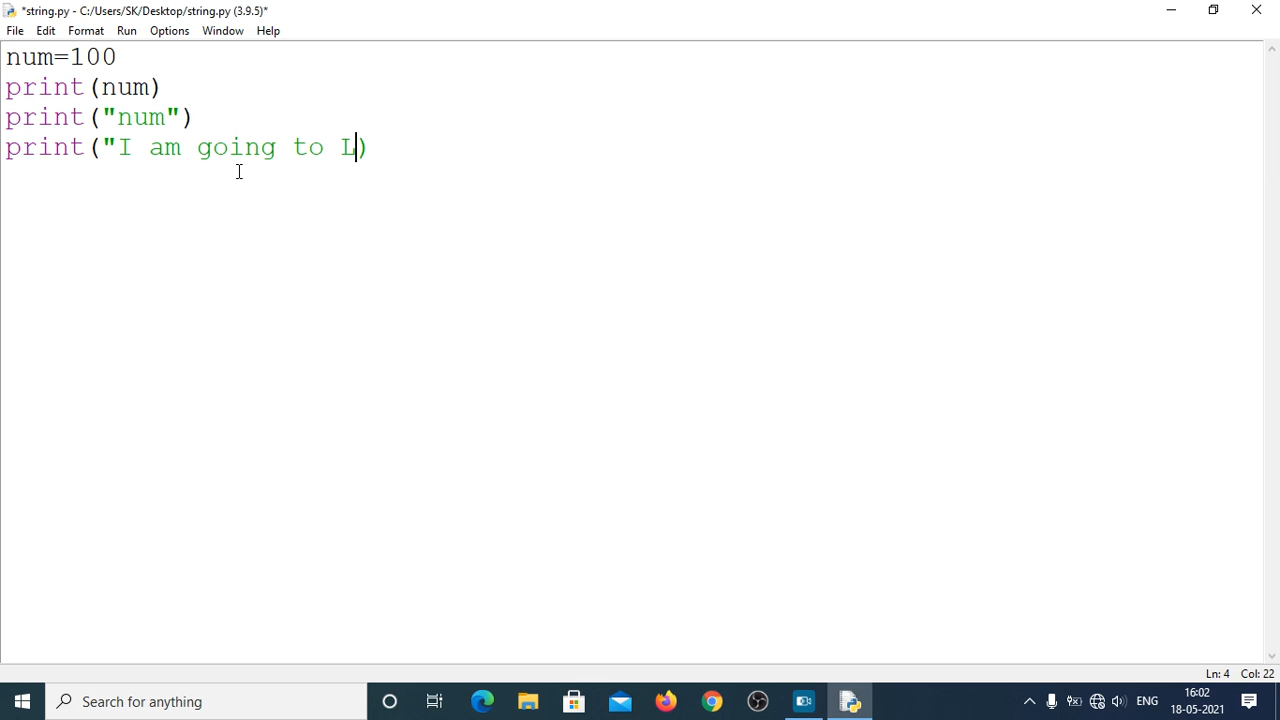 *string.py - C:/Users/SK/Desktop/string.py (3.9.5)*
File Edit Format Run Options Window Help
num=100
print(num)
print("num")
print("I am going to L)
Ln: 4 Col: 22
Search for anything
ENG
16:02
18-05-2021